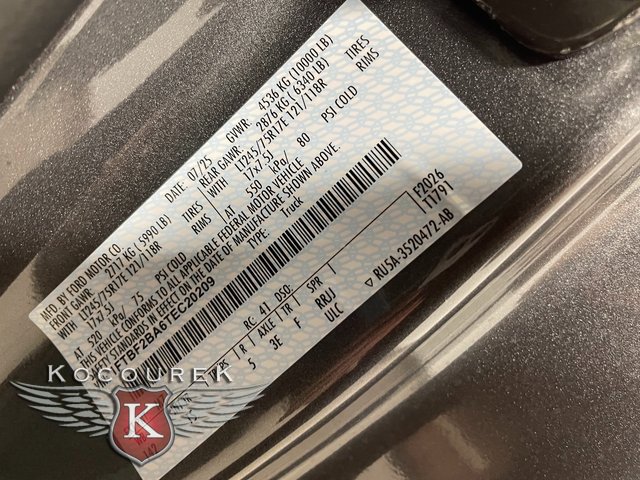 MFD BY FORD MOTOR CO.
DATE: 07/25 GVWR: 4536 KG (10000 LB)
FRONT GAWR: 2717 KG (5990 LB) REAR GAWR: 2876 KG (6340 LB)
WITH LT245/75R17E 121/118R TIRES WITH LT245/75R17E 121/118R TIRES
17x7.5J RIMS 17x7.5J RIMS
AT 520 kPa/ 75 PSI COLD AT 550 kPa/ 80 PSI COLD
THIS VEHICLE CONFORMS TO ALL APPLICABLE FEDERAL MOTOR VEHICLE
SAFETY STANDARDS IN EFFECT ON THE DATE OF MANUFACTURE SHOWN ABOVE.
TYPE: Truck
F2026
T1791
RC: 41 DSO:
R AXLE TR SPR
5 3E F RRJJ
ULC
RU5A-3520472-AB
142
KOCOUREK
K